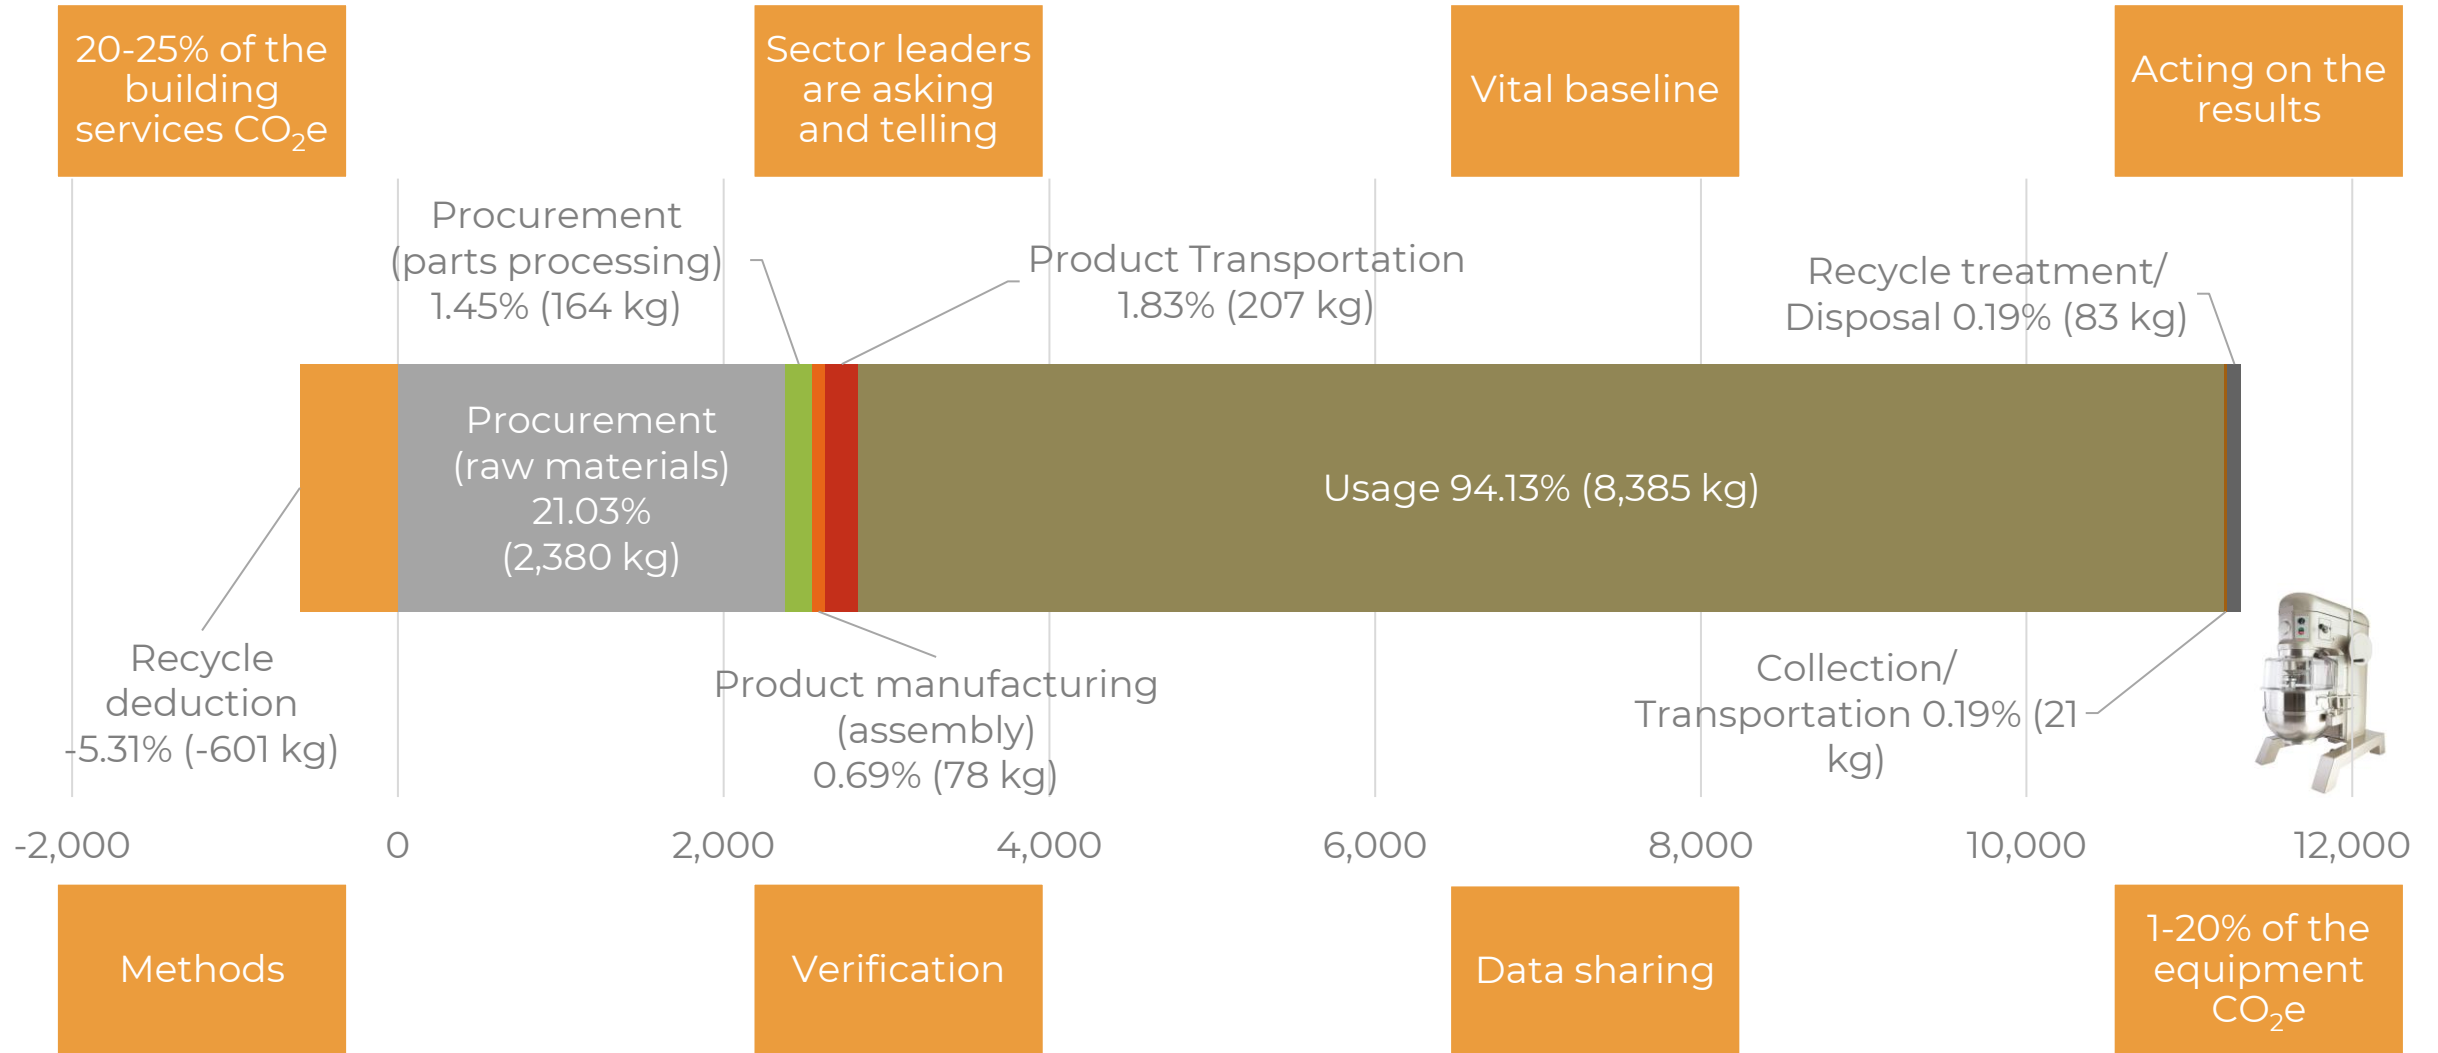 20-25% of the
building
services CO₂e
Sector leaders
are asking
and telling
Vital baseline
Acting on the
results
Procurement
(parts processing)
1.45% (164 kg)
Product Transportation
1.83% (207 kg)
Recycle treatment/
Disposal 0.19% (83 kg)
Procurement
(raw materials)
21.03%
(2,380 kg)
Usage 94.13% (8,385 kg)
Recycle
deduction
-5.31% (-601 kg)
Product manufacturing
(assembly)
0.69% (78 kg)
Collection/
Transportation 0.19% (21
kg)
-2,000
0
2,000
4,000
6,000
8,000
10,000
12,000
Methods
Verification
Data sharing
1-20% of the
equipment
CO₂e